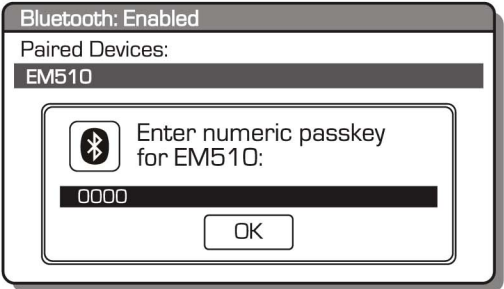 Bluetooth: Enabled
Paired Devices:
EM510
Enter numeric passkey
for EM510:
0000
OK